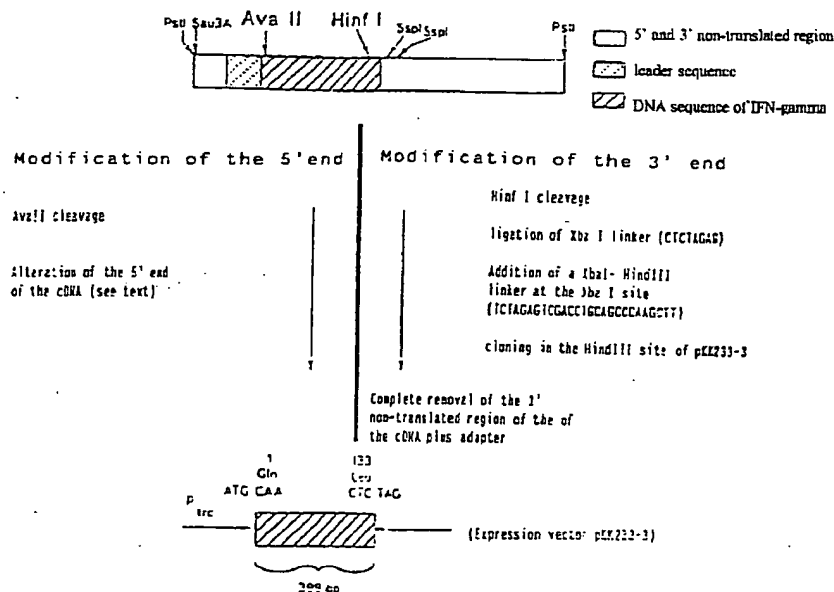 PstI Sau3A Ava II Hinf I SspI SspI PstI
5' and 3' non-translated region
leader sequence
DNA sequence of IFN-gamma
Modification of the 5'end
Modification of the 3' end
AvaII cleavage
Alteration of the 5' end
of the cDNA (see text)
Hinf I cleavage
ligation of Xba I linker (CTCTAGAG)
Addition of a XbaI- HindIII
linker at the Xba I site
(TCTAGAGTCGACCTGCAGCCCAAGCTT)
cloning in the HindIII site of pKK233-3
Complete removal of the 3'
non-translated region of the of
the cDNA plus adapter
1 133
Gln Leu
ATG CAA CTC TAG
P trc
(Expression vector pKK233-3)
399 bp